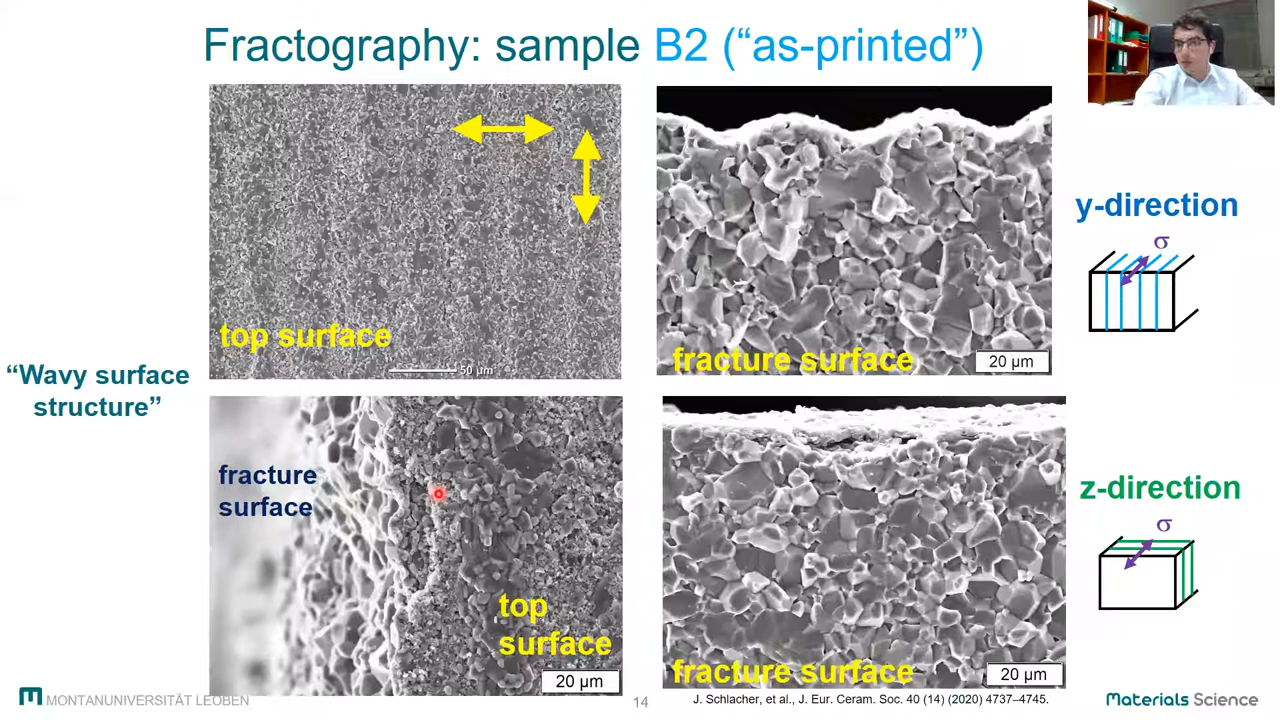 Fractography: sample B2 (“as-printed”)
top surface
50 µm
fracture surface
20 µm
y-direction
σ
“Wavy surface
structure”
fracture
surface
top
surface
20 µm
fracture surface
20 µm
z-direction
σ
MONTANUNIVERSITÄT LEOBEN
14
J. Schlacher, et al., J. Eur. Ceram. Soc. 40 (14) (2020) 4737–4745.
Materials Science